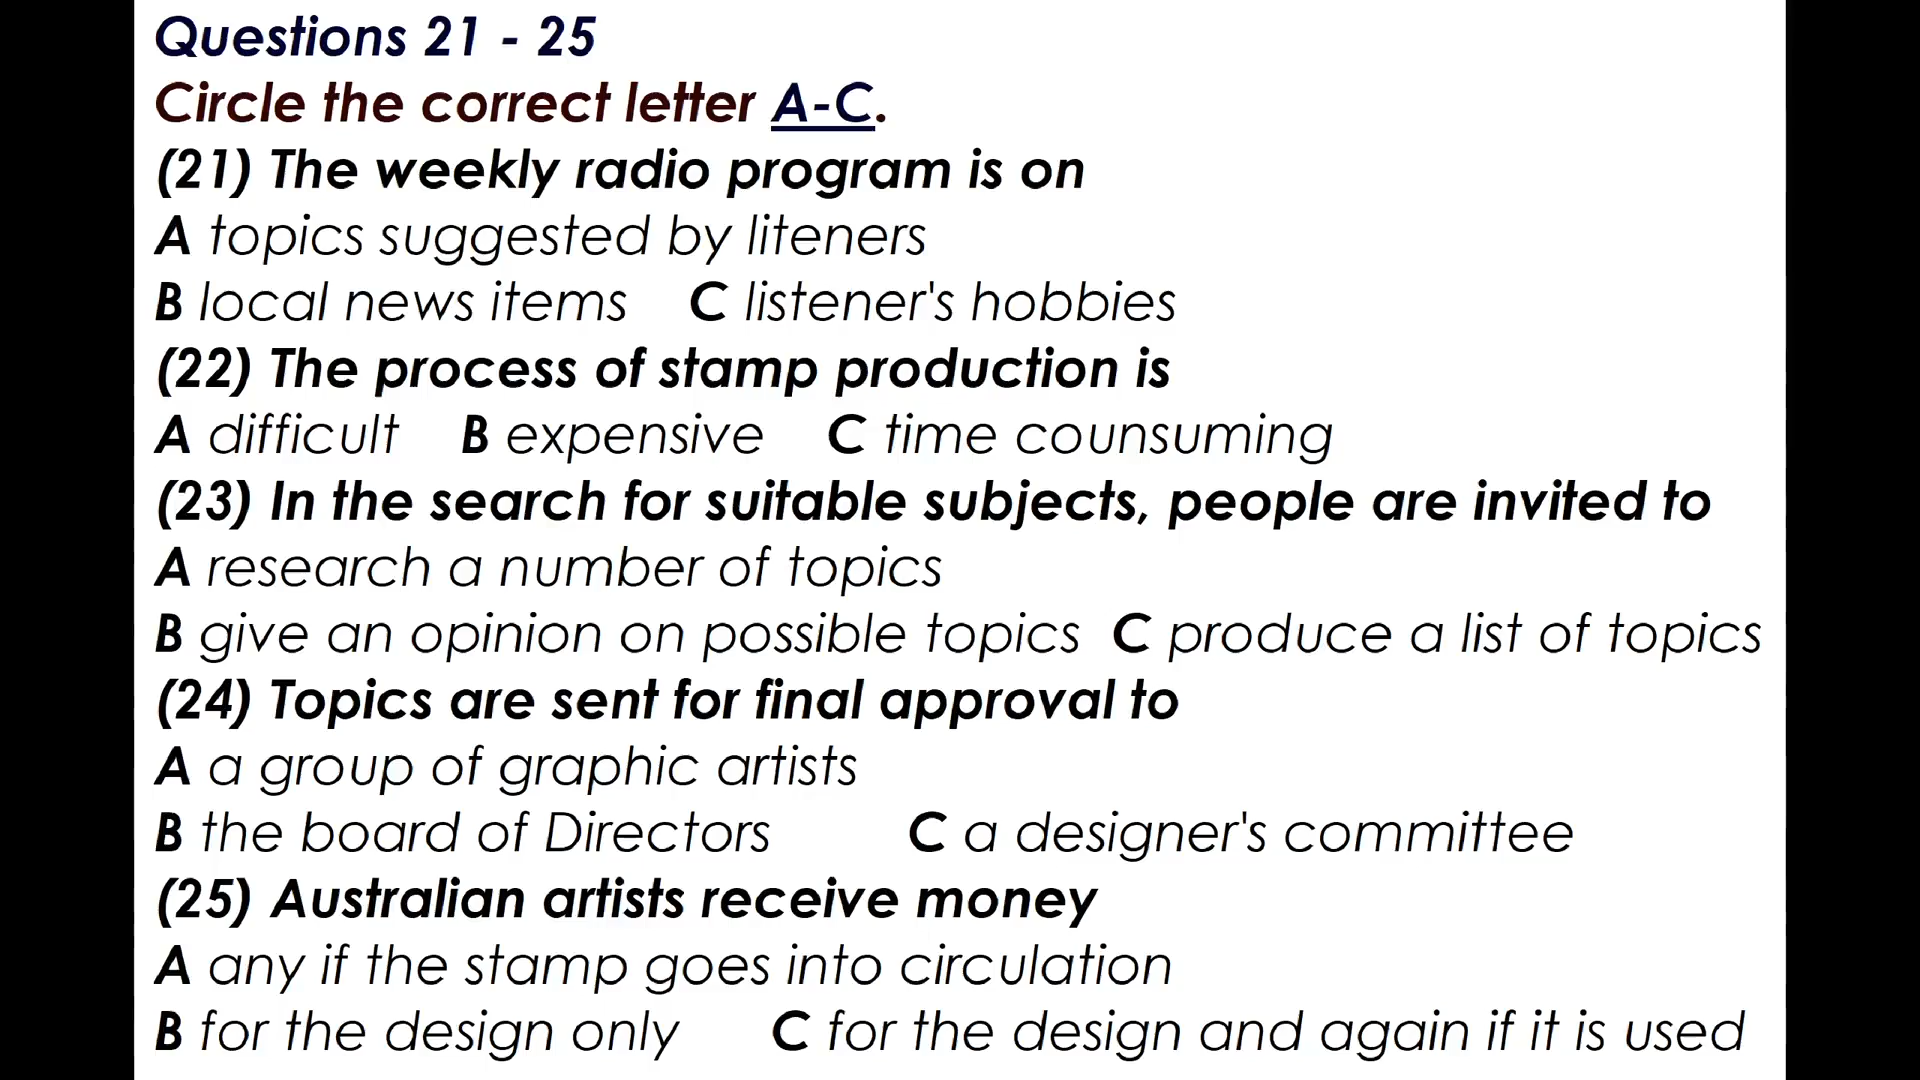 Questions 21 - 25
Circle the correct letter A-C.
(21) The weekly radio program is on
A topics suggested by liteners
B local news items C listener's hobbies
(22) The process of stamp production is
A difficult B expensive C time counsuming
(23) In the search for suitable subjects, people are invited to
A research a number of topics
B give an opinion on possible topics C produce a list of topics
(24) Topics are sent for final approval to
A a group of graphic artists
B the board of Directors C a designer's committee
(25) Australian artists receive money
A any if the stamp goes into circulation
B for the design only C for the design and again if it is used